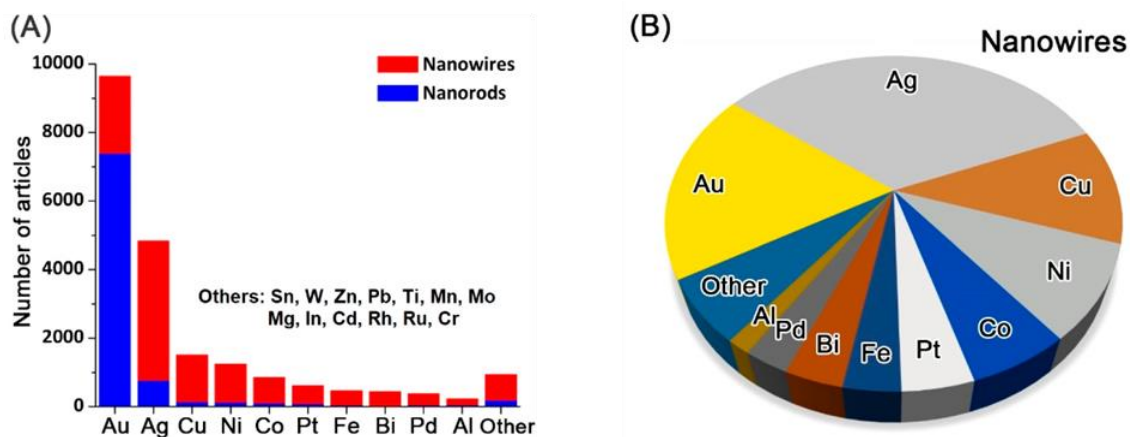 (A)
Number of articles
10000
8000
6000
4000
2000
0
Nanowires
Nanorods
Others: Sn, W, Zn, Pb, Ti, Mn, Mo
Mg, In, Cd, Rh, Ru, Cr
Au Ag Cu Ni Co Pt Fe Bi Pd Al Other
(B)
Nanowires
Ag
Cu
Au
Ni
Other
Al
Pd
Bi
Fe
Pt
Co